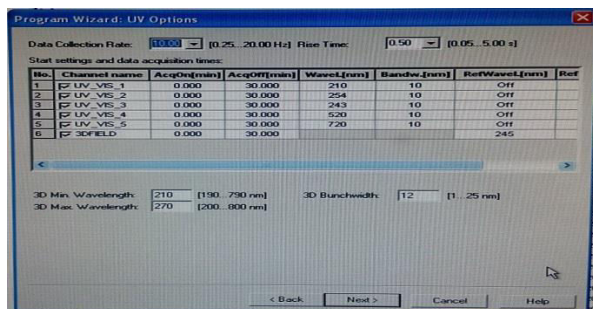 Program Wizard: UV Options
Data Collection Rate: 10.00 [0.25...20.00 Hz] Rise Time: 0.50 [0.05...5.00 s]
Start settings and data acquisition times:
No. Channel name AcqOn[min] AcqOff[min] WaveL[nm] Bandw.[nm] RefWaveL[nm] Ref
1 UV_VIS_1 0.000 30.000 210 10 Off
2 UV_VIS_2 0.000 30.000 254 10 Off
3 UV_VIS_3 0.000 30.000 243 10 Off
4 UV_VIS_4 0.000 30.000 520 10 Off
5 UV_VIS_5 0.000 30.000 720 10 Off
6 3DFIELD 0.000 30.000 245
3D Min. Wavelength: 210 [190...790 nm] 3D Bunchwidth: 12 [1...25 nm]
3D Max. Wavelength: 270 [200...800 nm]
< Back Next > Cancel Help